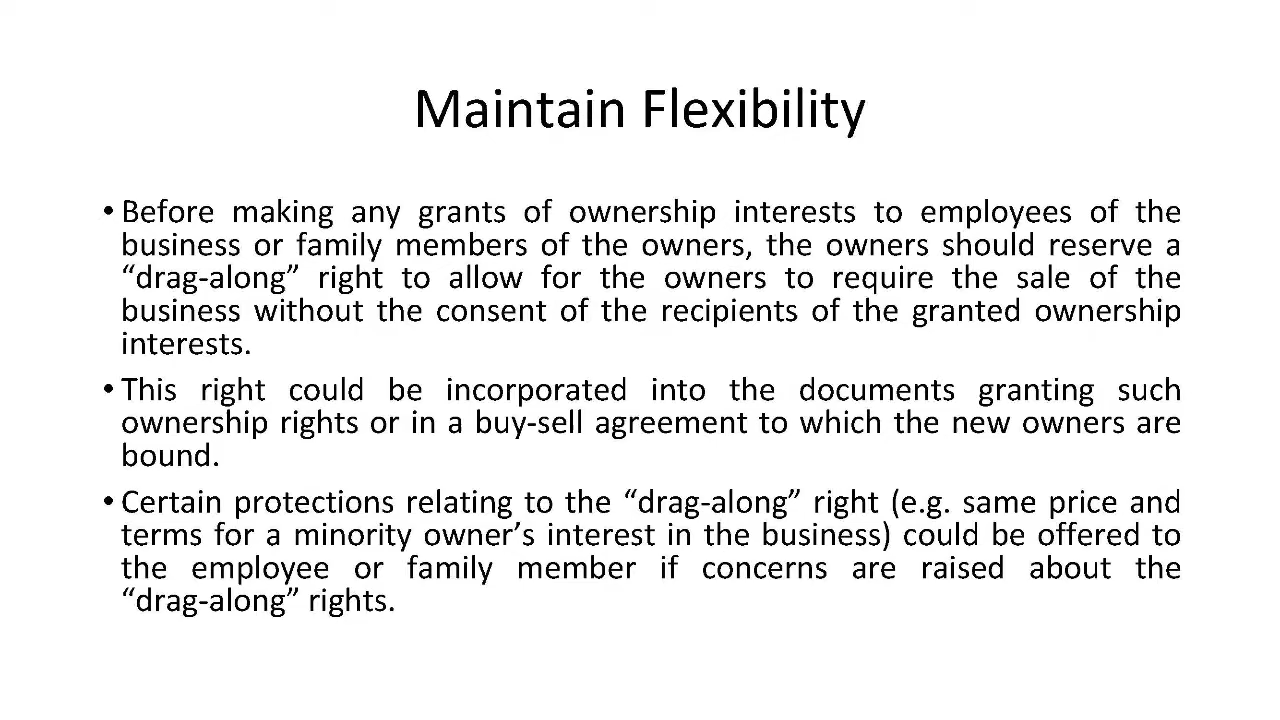 Maintain Flexibility
• Before making any grants of ownership interests to employees of the
business or family members of the owners, the owners should reserve a
“drag-along” right to allow for the owners to require the sale of the
business without the consent of the recipients of the granted ownership
interests.
• This right could be incorporated into the documents granting such
ownership rights or in a buy-sell agreement to which the new owners are
bound.
• Certain protections relating to the “drag-along” right (e.g. same price and
terms for a minority owner’s interest in the business) could be offered to
the employee or family member if concerns are raised about the
“drag-along” rights.